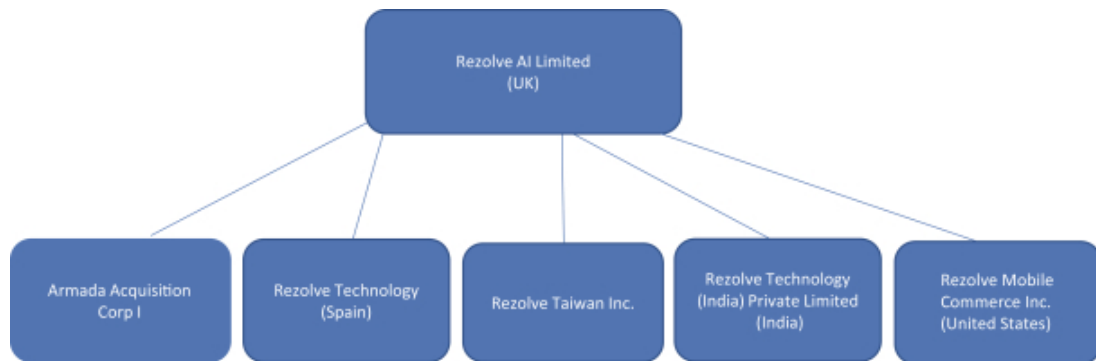 Rezolve AI Limited
(UK)
Armada Acquisition
Corp I
Rezolve Technology
(Spain)
Rezolve Taiwan Inc.
Rezolve Technology
(India) Private Limited
(India)
Rezolve Mobile
Commerce Inc.
(United States)